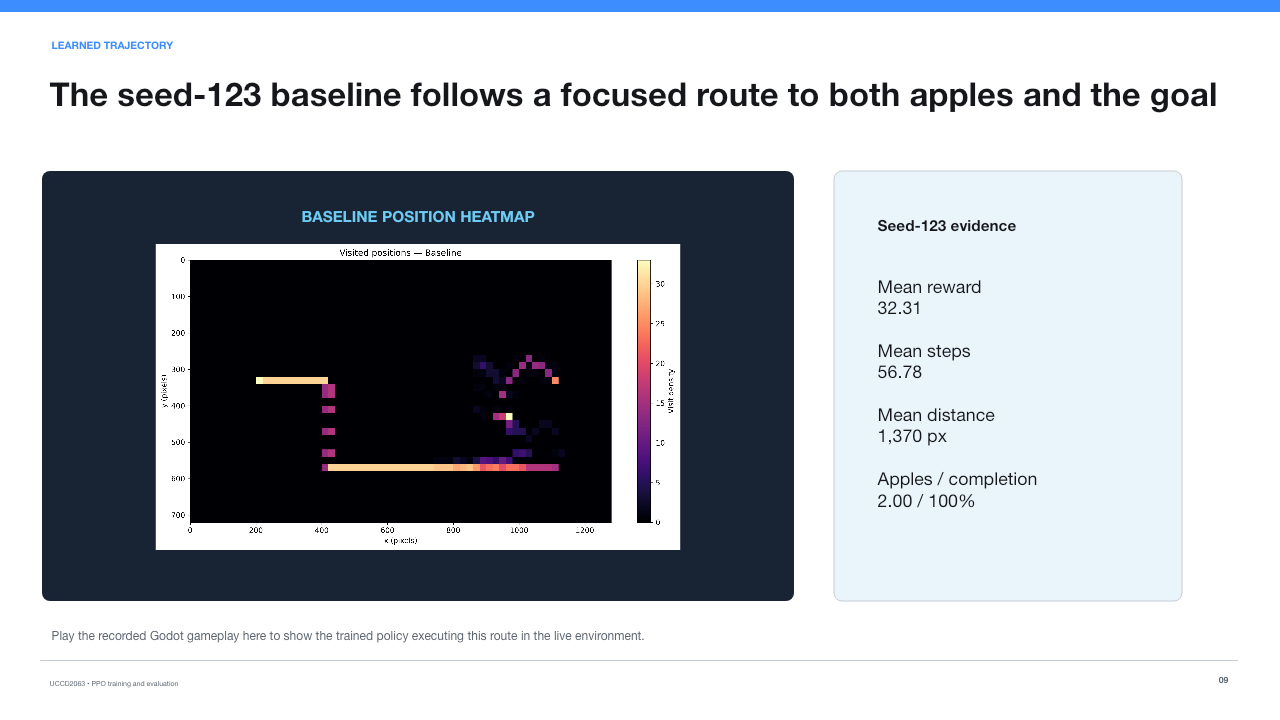 LEARNED TRAJECTORY
The seed-123 baseline follows a focused route to both apples and the goal
BASELINE POSITION HEATMAP
Visited positions — Baseline
0
100
200
300
400
500
600
700
y (pixels)
0
200
400
600
800
1000
1200
x (pixels)
30
25
20
15
10
5
0
Visit density
Seed-123 evidence
Mean reward
32.31
Mean steps
56.78
Mean distance
1,370 px
Apples / completion
2.00 / 100%
Play the recorded Godot gameplay here to show the trained policy executing this route in the live environment.
UCCD2063 • PPO training and evaluation
09